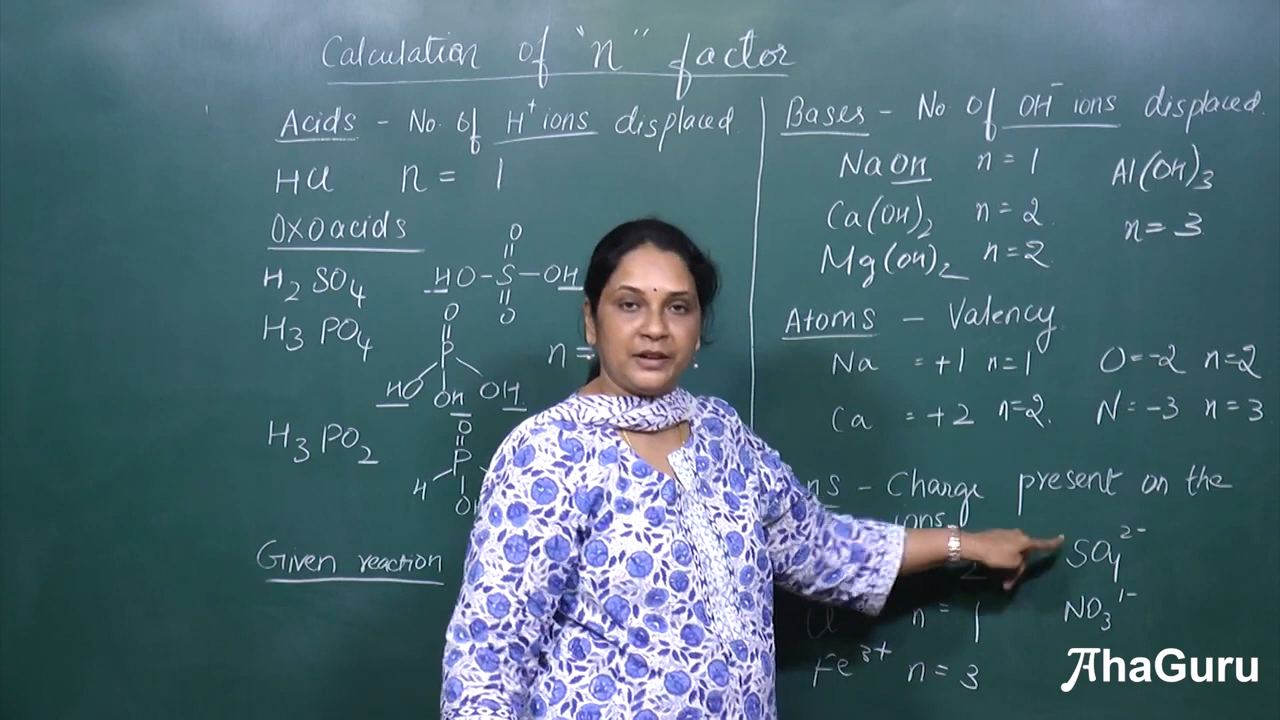 Calculation of "n" factor
Acids - No. of H⁺ ions displaced.
HCl n = 1
Oxoacids
H₂SO₄ HO-S-OH
O
O
H₃PO₄
O
P
HO OH OH
n =
H₃PO₂
O
P
H
Given reaction
Bases - No of OH⁻ ions displaced.
NaOH n = 1 Al(OH)₃
Ca(OH)₂ n = 2 n = 3
Mg(OH)₂ n = 2
Atoms - Valency
Na = +1 n=1 O=-2 n=2
Ca = +2 n=2. N=-3 n=3
- Charge present on the
ions
2 SO₄²⁻
n = 1 NO₃¹⁻
Fe³⁺ n = 3
AhaGuru